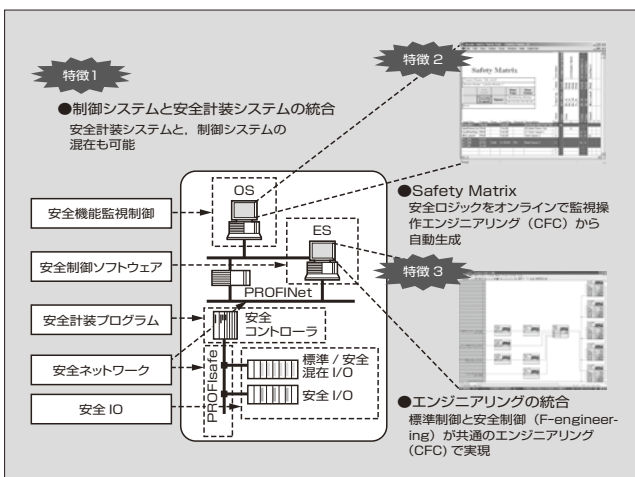 特徴1
●制御システムと安全計装システムの統合
安全計装システムと，制御システムの
混在も可能
特徴 2
Safety Matrix
●Safety Matrix
安全ロジックをオンラインで監視操
作エンジニアリング（CFC）から
自動生成
特徴 3
●エンジニアリングの統合
標準制御と安全制御（F-engineer-
ing）が共通のエンジニアリング
(CFC) で実現
安全機能監視制御
安全制御ソフトウェア
安全計装プログラム
安全ネットワーク
安全 IO
OS
ES
PROFINet
安全
コントローラ
PROFIsafe
標準 / 安全
混在 I/O
安全 I/O